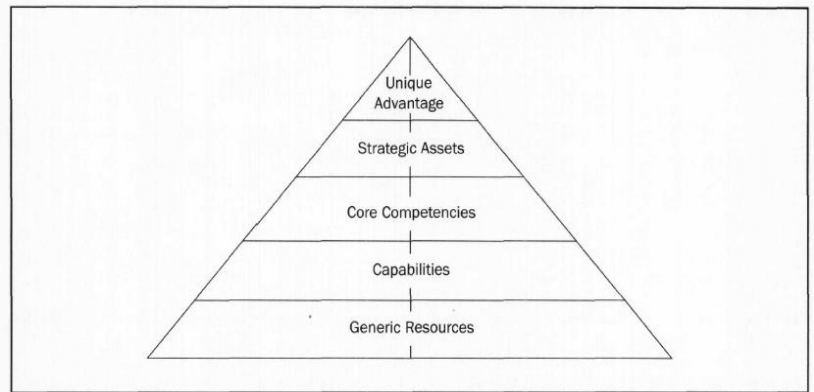 Unique
Advantage
Strategic Assets
Core Competencies
Capabilities
Generic Resources